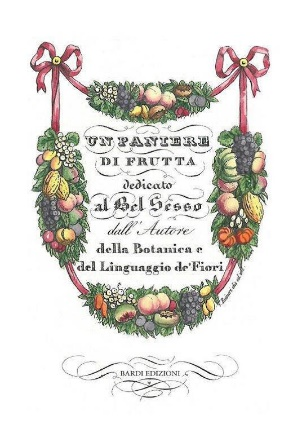 UN PANIERE
DI FRUTTA
dedicato
al Bel Sesso
dall'Autore
della Botanica e
del Linguaggio de' Fiori
BARDI EDIZIONI